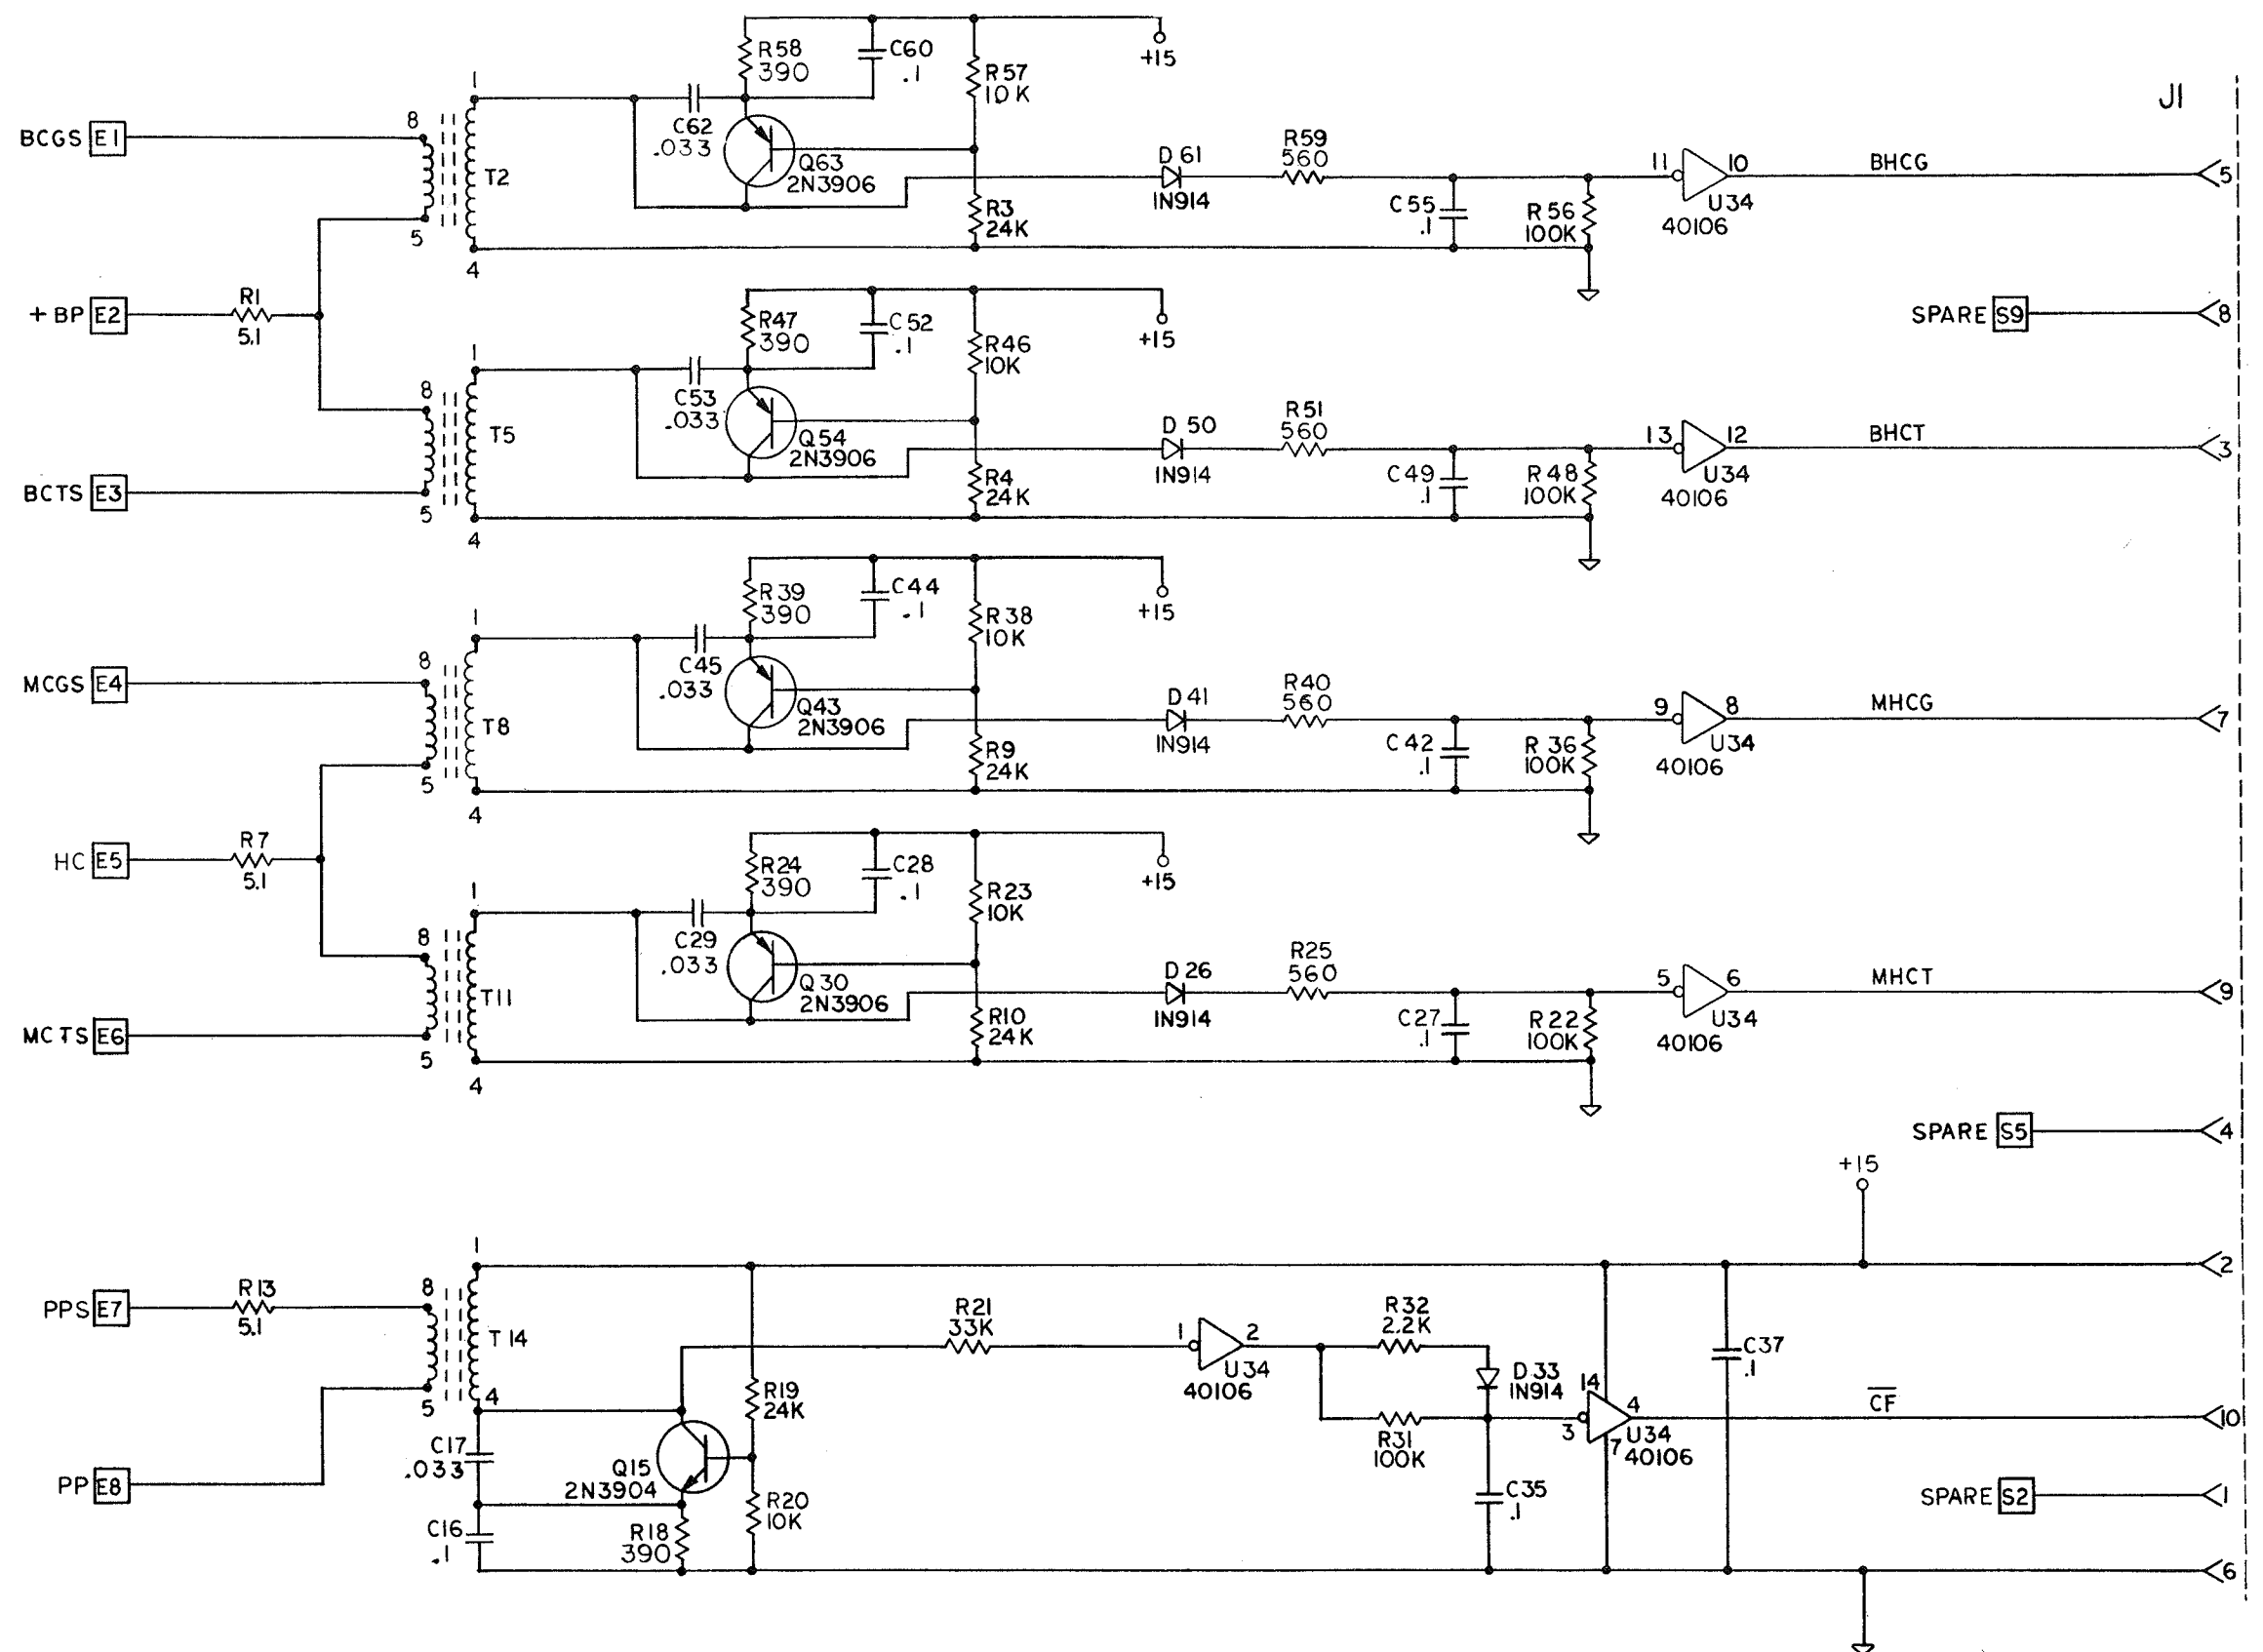 J1
BCGS E1
8
5
1
T2
4
R58
390
C60
.1
R57
10K
+15
C62
.033
Q63
2N3906
R3
24K
D61
IN914
R59
560
C55
.1
R56
100K
11
10
U34
40106
BHCG
5
+BP E2
R1
5.1
SPARE S9
8
1
8
5
T5
4
BCTS E3
R47
390
C52
.1
R46
10K
+15
C53
.033
Q54
2N3906
R4
24K
D50
IN914
R51
560
C49
.1
R48
100K
13
12
U34
40106
BHCT
3
MCGS E4
1
8
5
T8
4
R39
390
C44
.1
R38
10K
+15
C45
.033
Q43
2N3906
R9
24K
D41
IN914
R40
560
C42
.1
R36
100K
9
8
U34
40106
MHCG
7
HC E5
R7
5.1
1
8
5
T11
4
MCTS E6
R24
390
C28
.1
R23
10K
+15
C29
.033
Q30
2N3906
R10
24K
D26
IN914
R25
560
C27
.1
R22
100K
5
6
U34
40106
MHCT
9
SPARE S5
4
+15
2
PPS E7
R13
5.1
1
8
5
T14
4
PP E8
C17
.033
C16
.1
Q15
2N3904
R18
390
R19
24K
R20
10K
R21
33K
1
2
U34
40106
R32
2.2K
D33
IN914
R31
100K
C35
.1
14
3
4
7
U34
40106
C37
.1
CF
10
SPARE S2
1
6